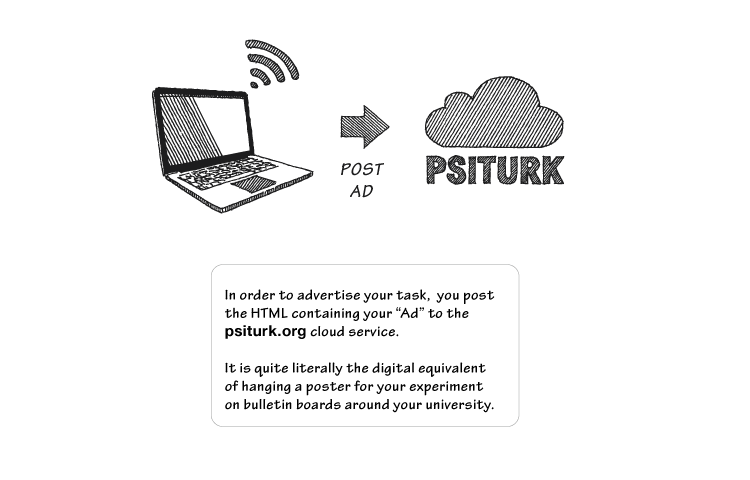 POST
AD
PSITURK
In order to advertise your task, you post
the HTML containing your “Ad” to the
psiturk.org cloud service.
It is quite literally the digital equivalent
of hanging a poster for your experiment
on bulletin boards around your university.